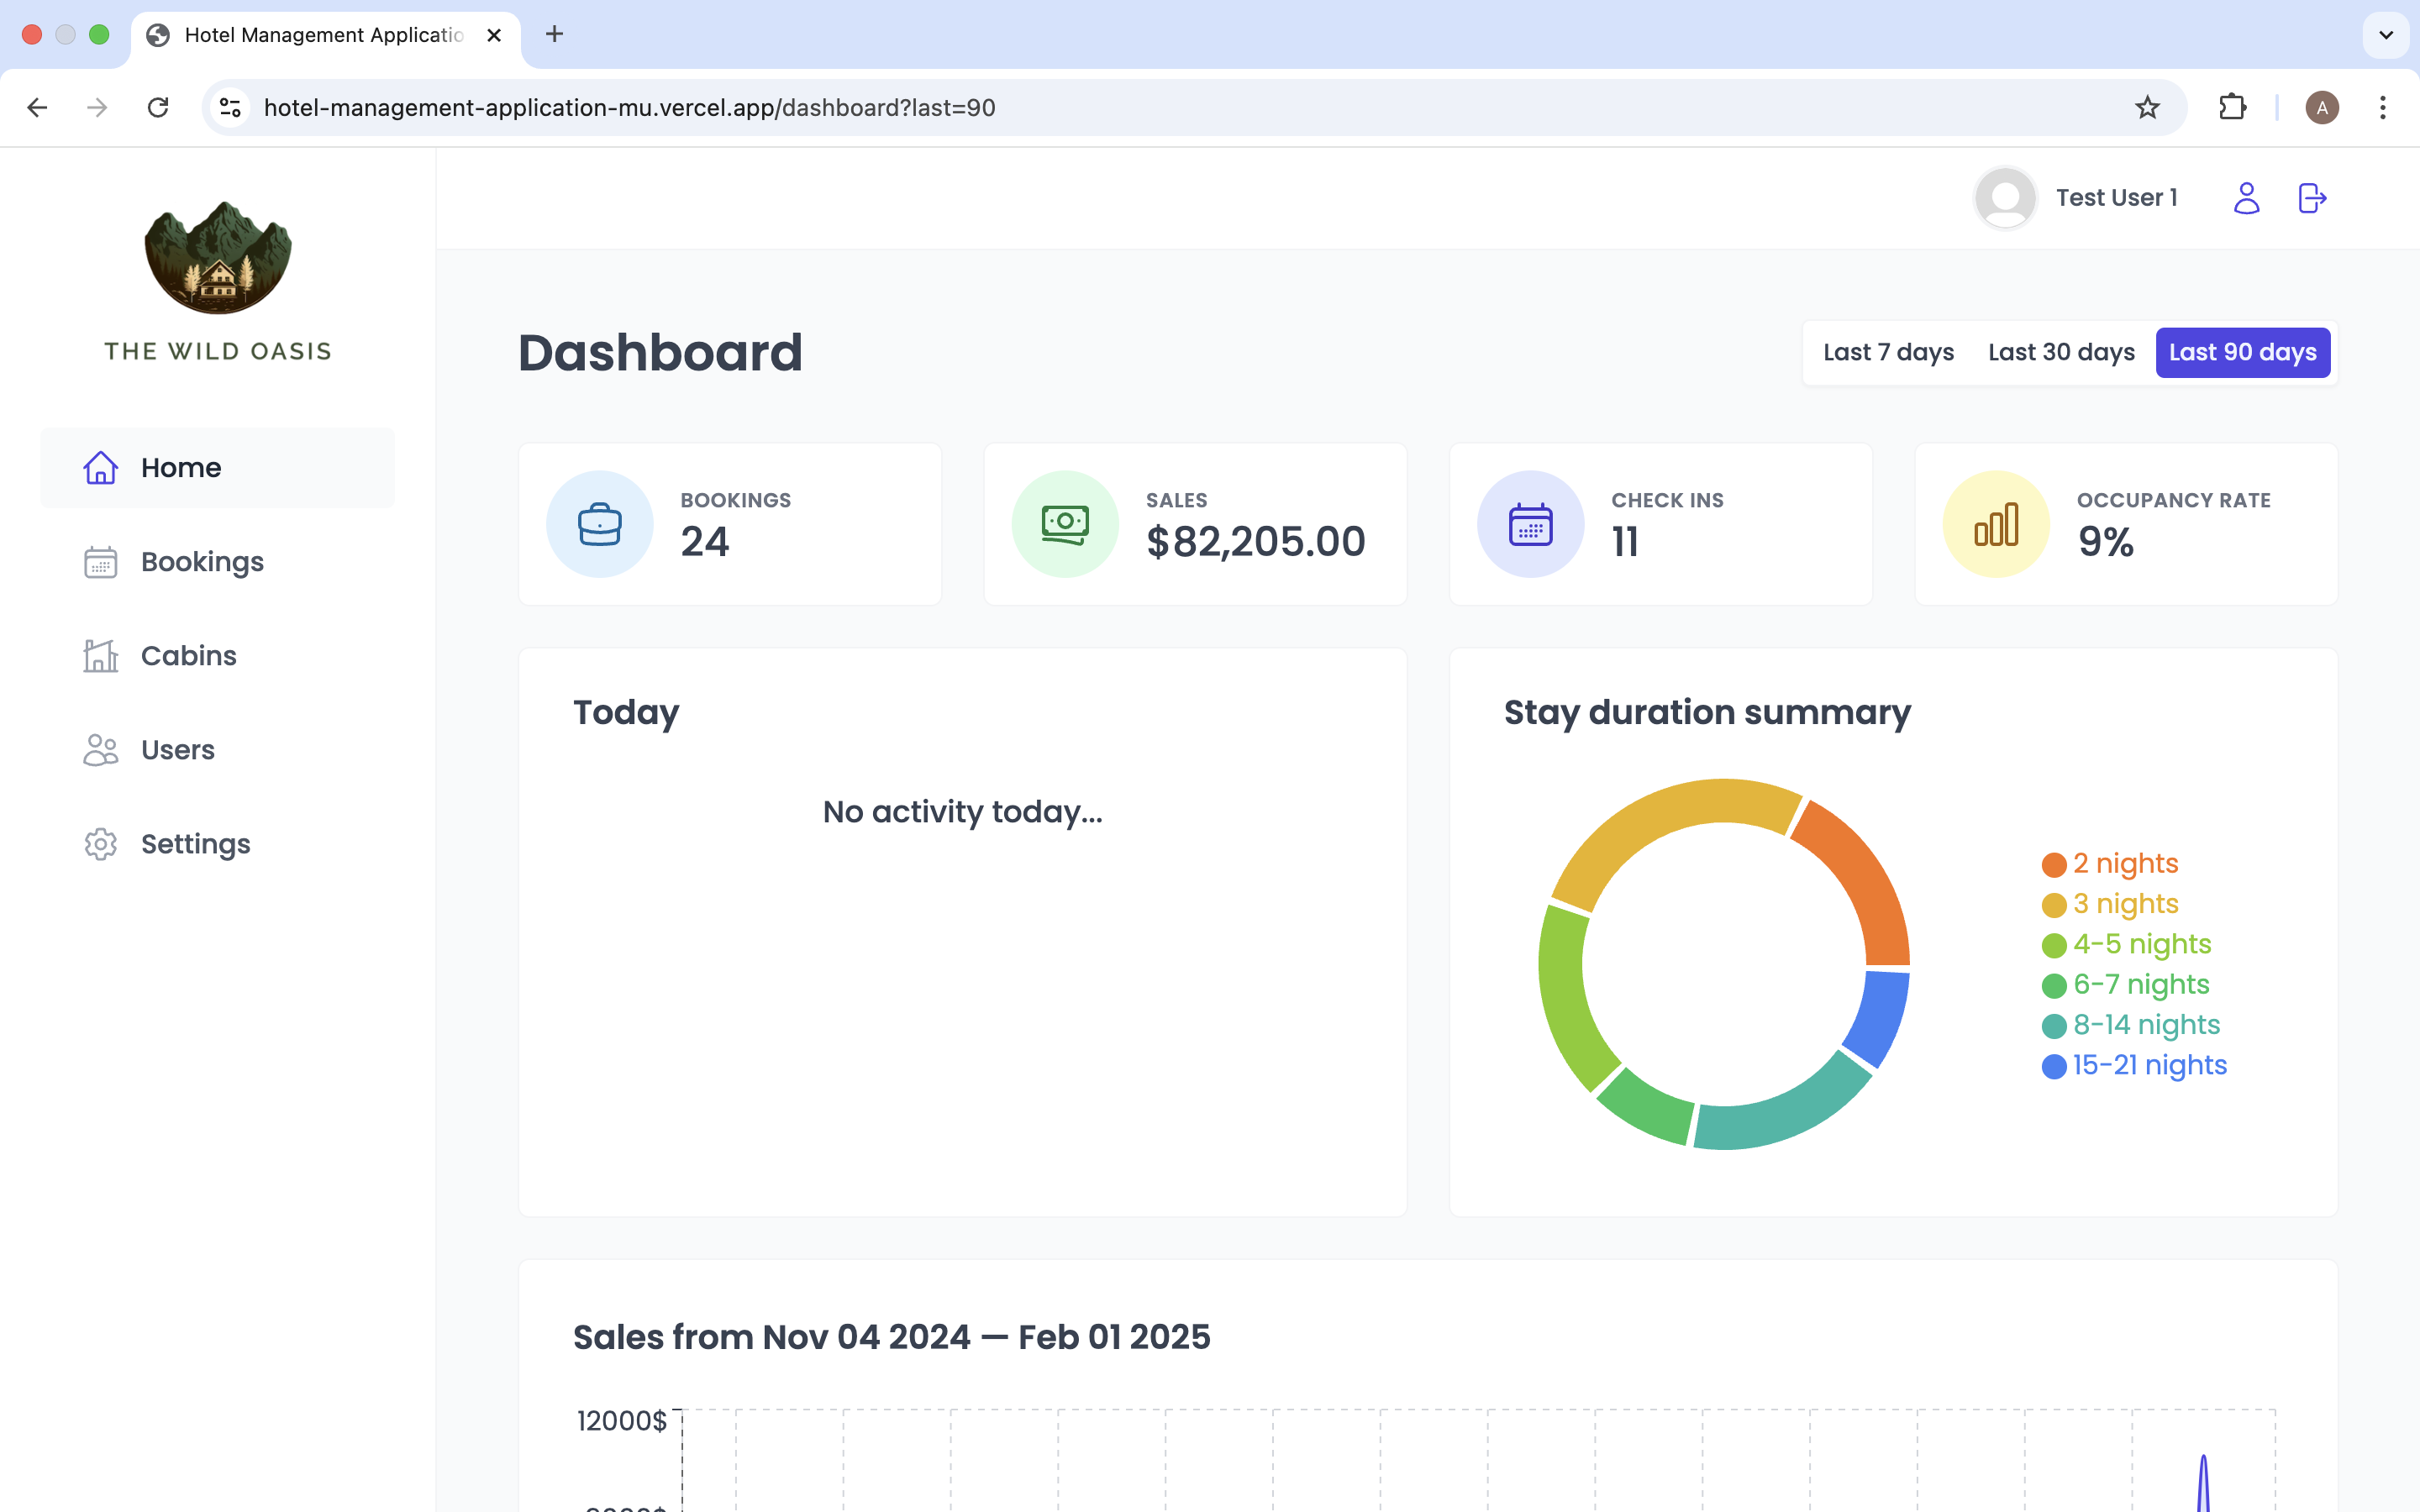 Hotel Management Applicatio
hotel-management-application-mu.vercel.app/dashboard?last=90
A
Test User 1
THE WILD OASIS
Home
Bookings
Cabins
Users
Settings
Dashboard
Last 7 days
Last 30 days
Last 90 days
BOOKINGS
24
SALES
$82,205.00
CHECK INS
11
OCCUPANCY RATE
9%
Today
No activity today...
Stay duration summary
2 nights
3 nights
4-5 nights
6-7 nights
8-14 nights
15-21 nights
Sales from Nov 04 2024 — Feb 01 2025
12000$